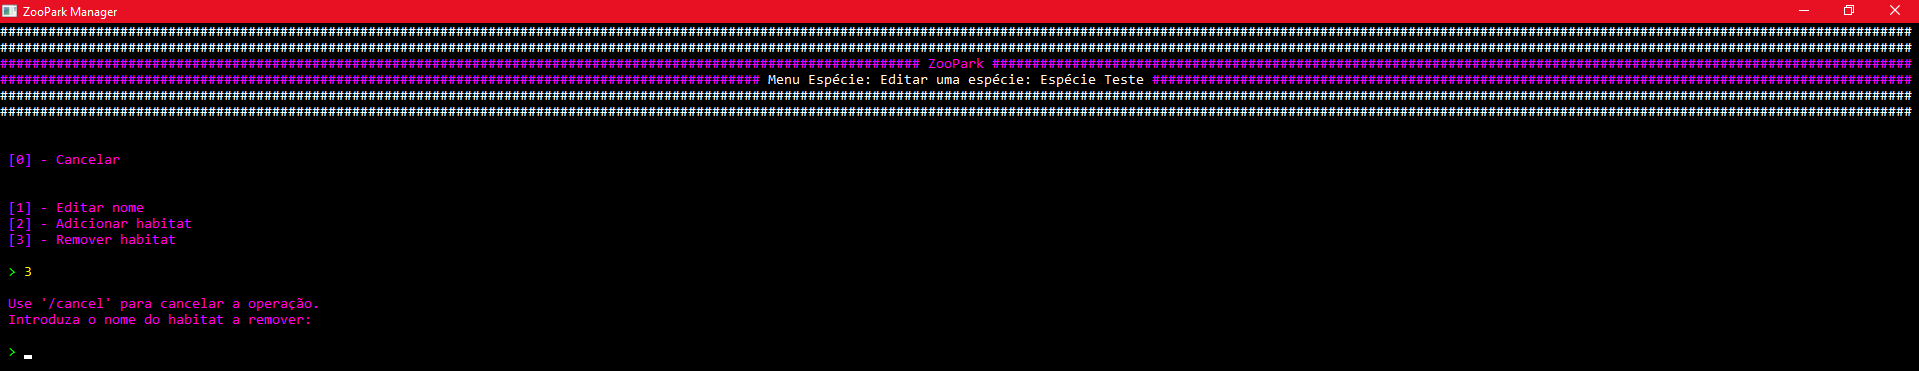 ZooPark Manager
################################################################################
################################################################################
################################ ZooPark ################################
################ Menu Espécie: Editar uma espécie: Espécie Teste ################
################################################################################
################################################################################
[0] - Cancelar
[1] - Editar nome
[2] - Adicionar habitat
[3] - Remover habitat
> 3
Use '/cancel' para cancelar a operação.
Introduza o nome do habitat a remover:
>